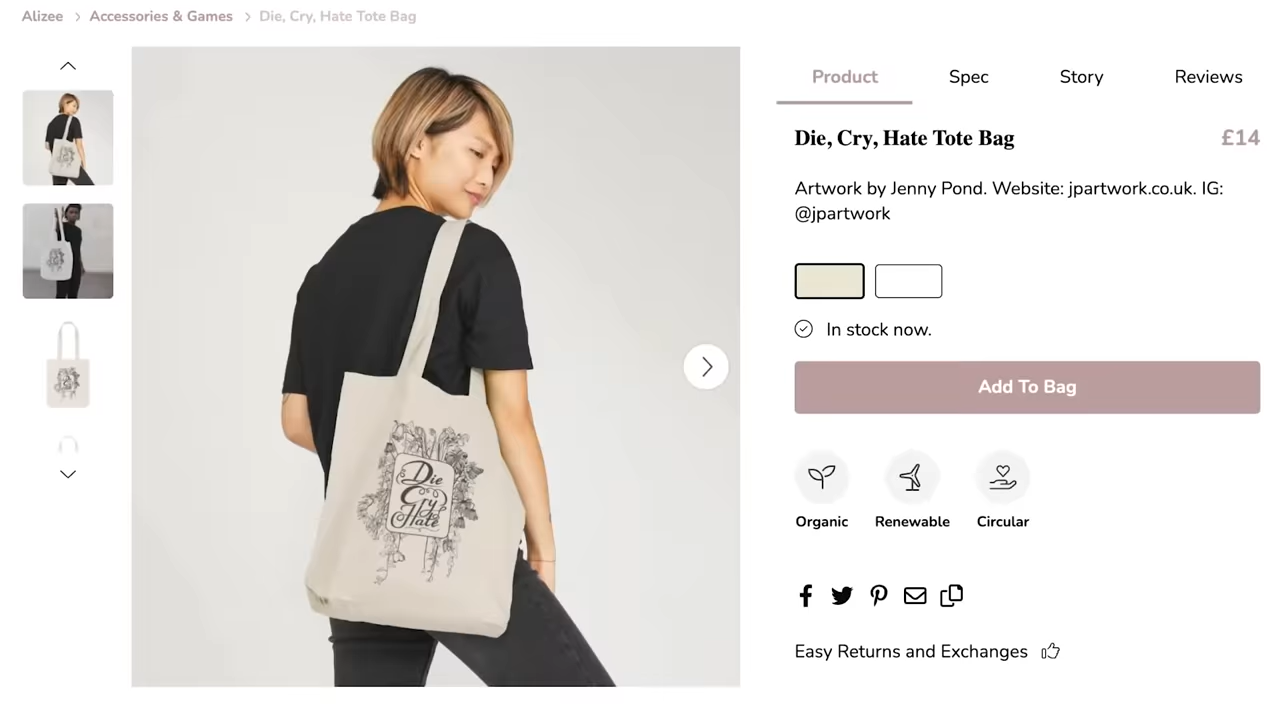 Alizee > Accessories & Games > Die, Cry, Hate Tote Bag
Product Spec Story Reviews
Die, Cry, Hate Tote Bag £14
Artwork by Jenny Pond. Website: jpartwork.co.uk. IG:
@jpartwork
In stock now.
Add To Bag
Die
Cry
Hate
Organic Renewable Circular
Easy Returns and Exchanges